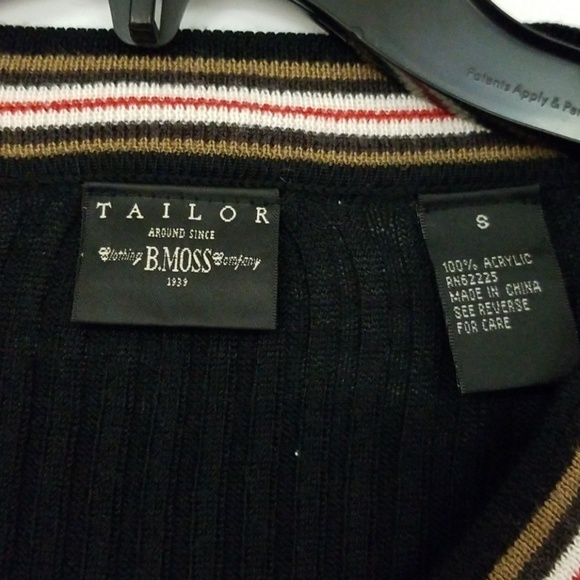 Patents Apply & Pa
TAILOR
AROUND SINCE
Clothing B.MOSS Company
1939
S
100% ACRYLIC
RN62225
MADE IN CHINA
SEE REVERSE
FOR CARE